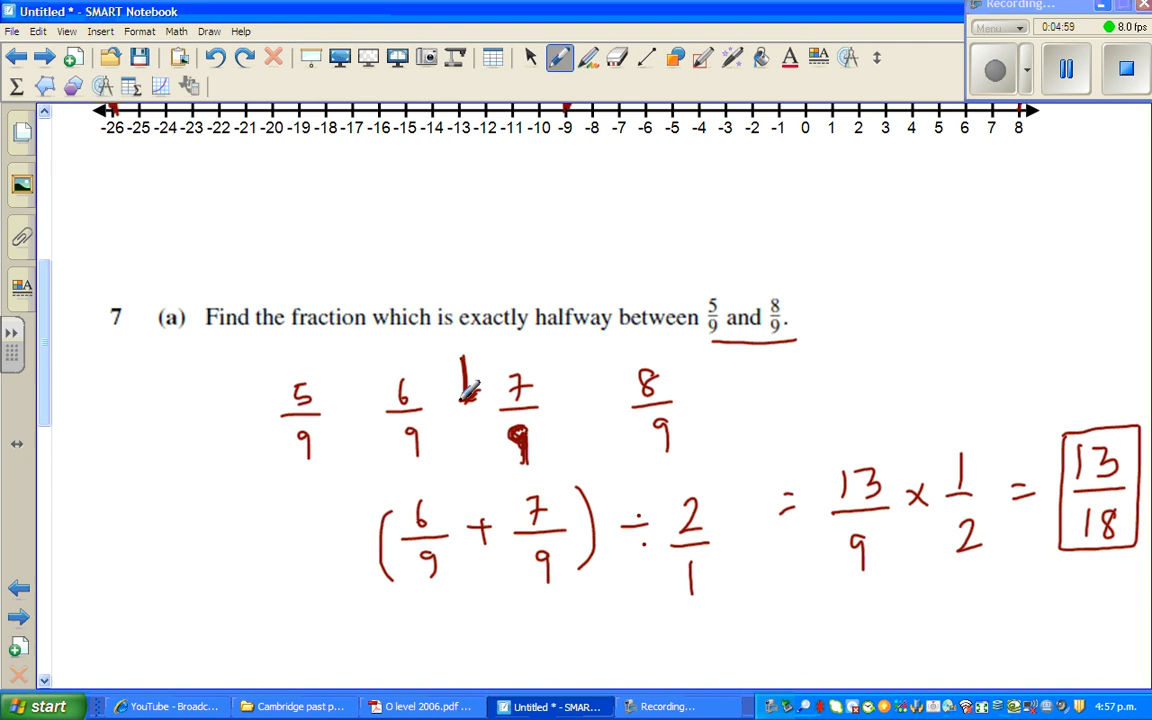 Untitled * - SMART Notebook
Recording...
File Edit View Insert Format Math Draw Help
Menu
0:04:59
8.0 fps
-26 -25 -24 -23 -22 -21 -20 -19 -18 -17 -16 -15 -14 -13 -12 -11 -10 -9 -8 -7 -6 -5 -4 -3 -2 -1 0 1 2 3 4 5 6 7 8
7 (a) Find the fraction which is exactly halfway between 5/9 and 8/9.
5/9 6/9 7/9 8/9
(6/9 + 7/9) ÷ 2/1 = 13/9 × 1/2 = 13/18
start
YouTube - Broadc...
Cambridge past p...
O level 2006.pdf ...
Untitled * - SMAR...
Recording...
4:57 p.m.